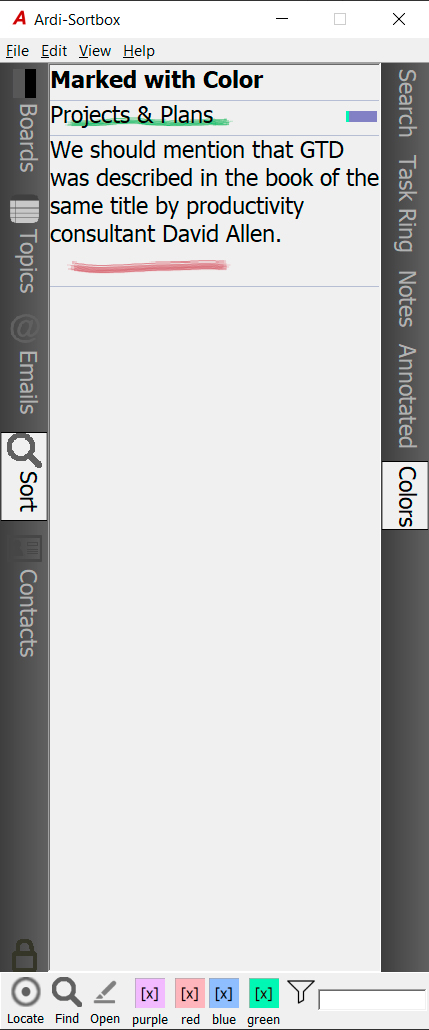 Ardi-Sortbox
File Edit View Help
Boards
Topics
@
Emails
Sort
Contacts
Marked with Color
Projects & Plans
We should mention that GTD
was described in the book of the
same title by productivity
consultant David Allen.
Search
Task Ring
Notes
Annotated
Colors
[x] [x] [x] [x]
Locate Find Open purple red blue green